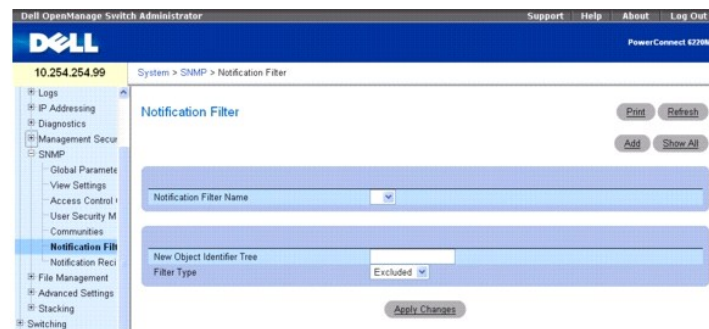 Dell OpenManage Switch Administrator
Support Help About Log Out
DELL
PowerConnect 6220M
10.254.254.99
System > SNMP > Notification Filter
Logs
IP Addressing
Diagnostics
Management Secur
SNMP
Global Paramete
View Settings
Access Control
User Security M
Communities
Notification Filt
Notification Reci
File Management
Advanced Settings
Stacking
Switching
Notification Filter
Print Refresh
Add Show All
Notification Filter Name
New Object Identifier Tree
Filter Type Excluded
Apply Changes